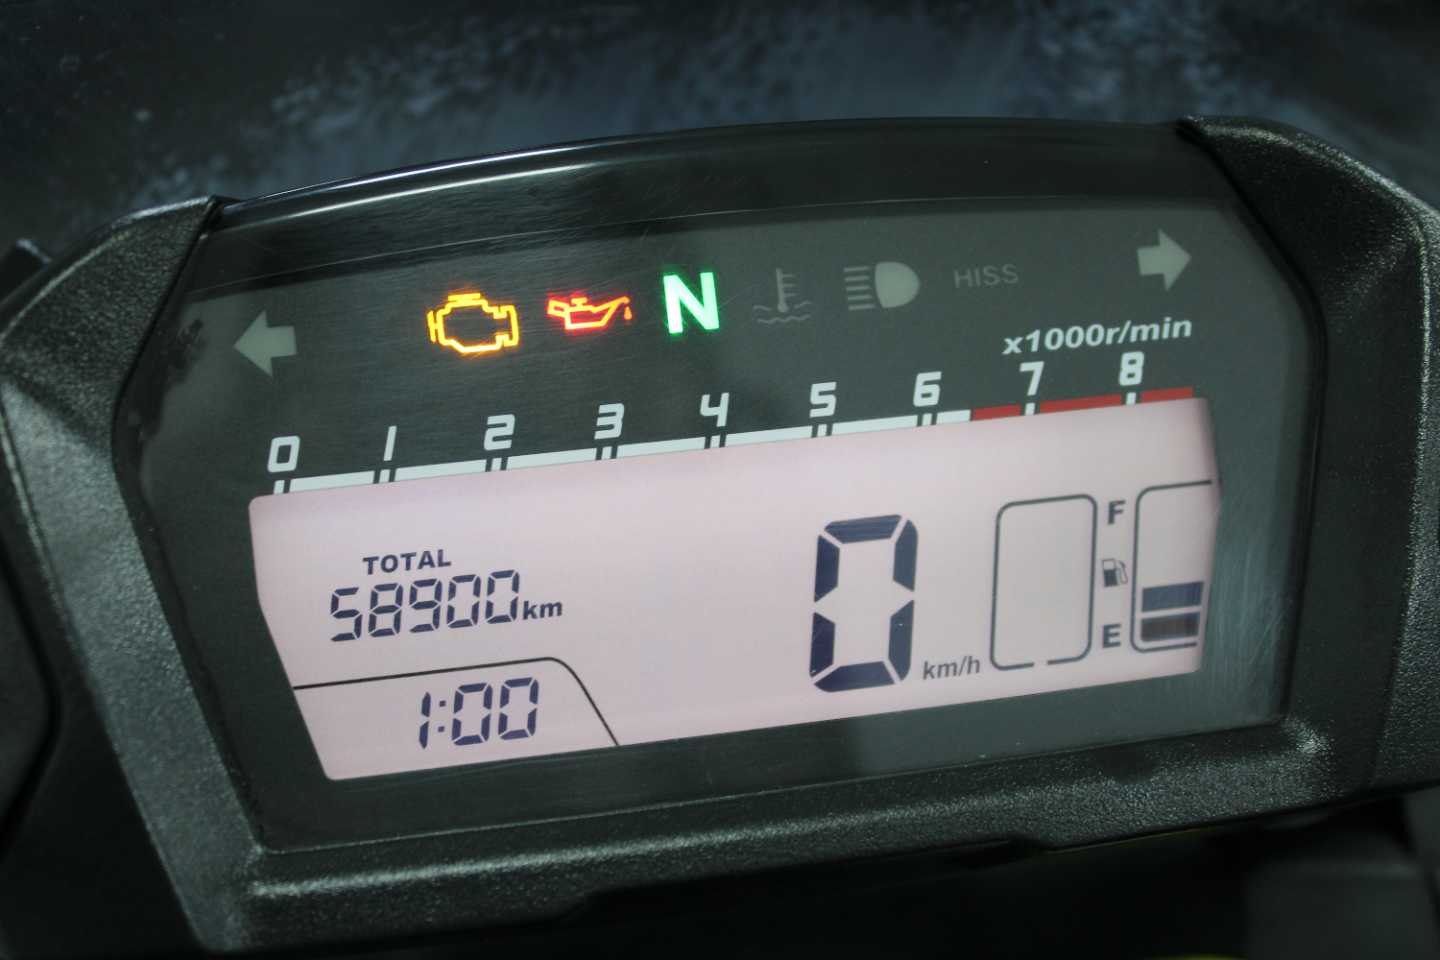 N
HISS
x1000r/min
0 1 2 3 4 5 6 7 8
TOTAL
58900km
1:00
0 km/h
F
E